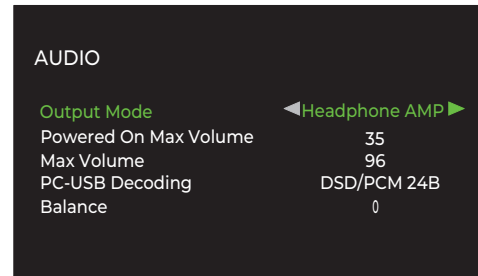 AUDIO
Output Mode Headphone AMP
Powered On Max Volume 35
Max Volume 96
PC-USB Decoding DSD/PCM 24B
Balance 0